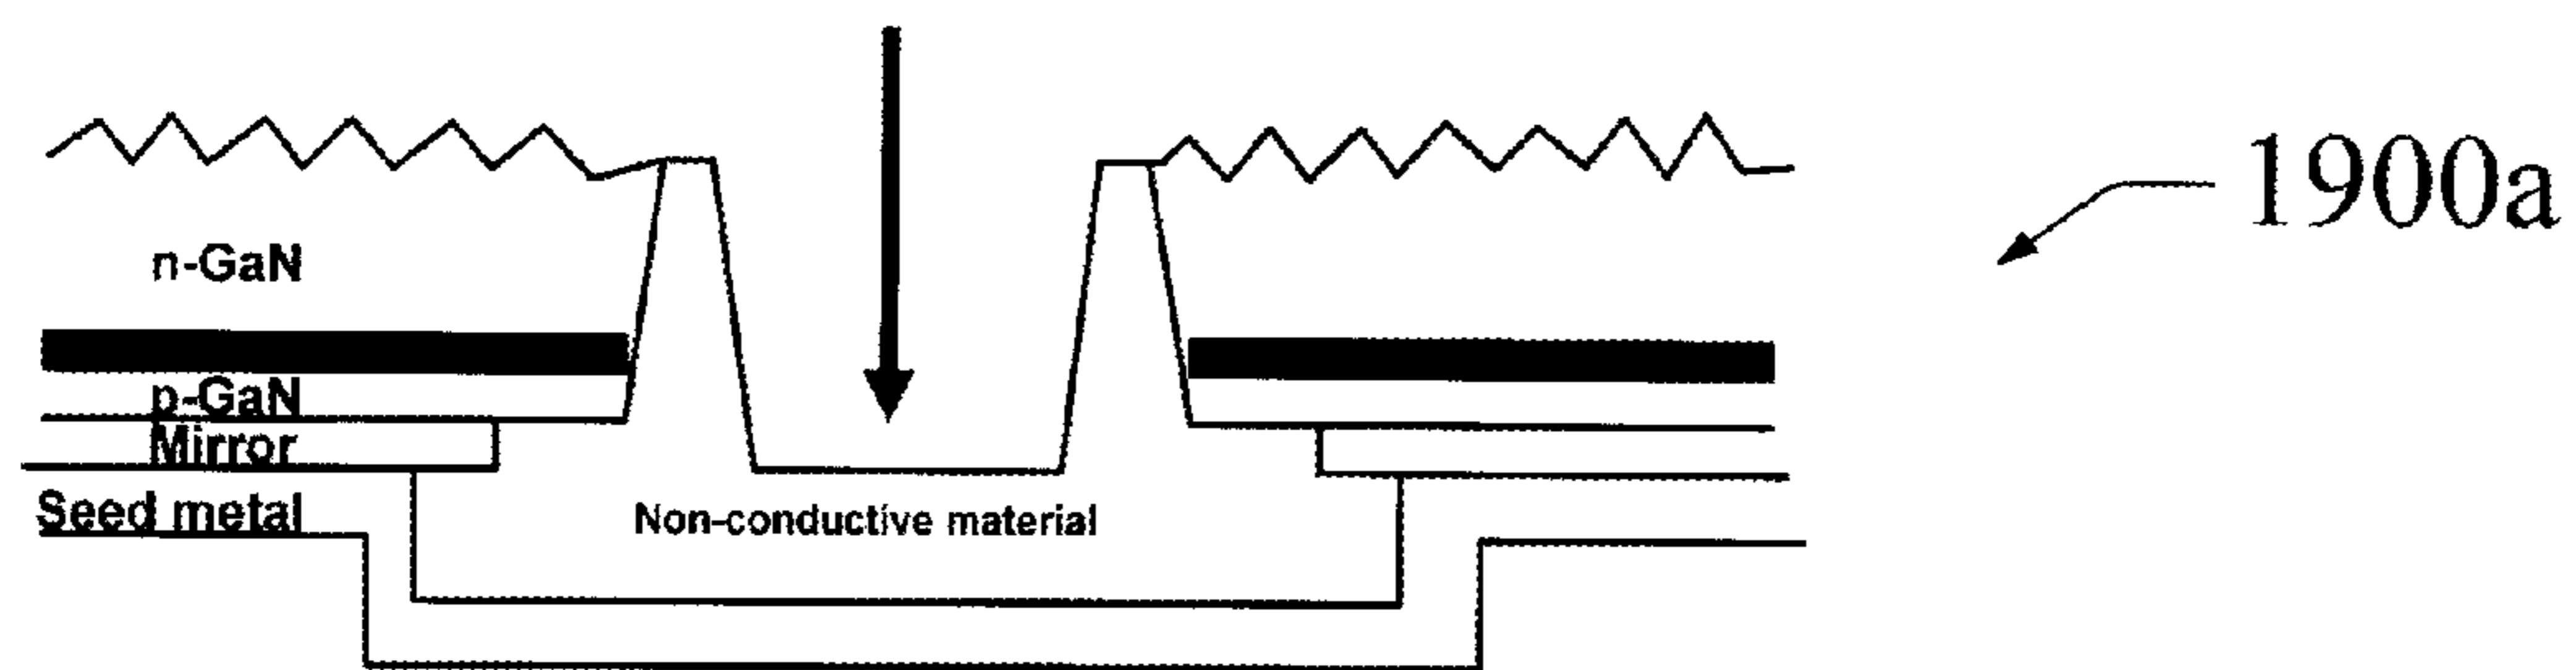 1900a
n-GaN
p-GaN
Mirror
Seed metal
Non-conductive material